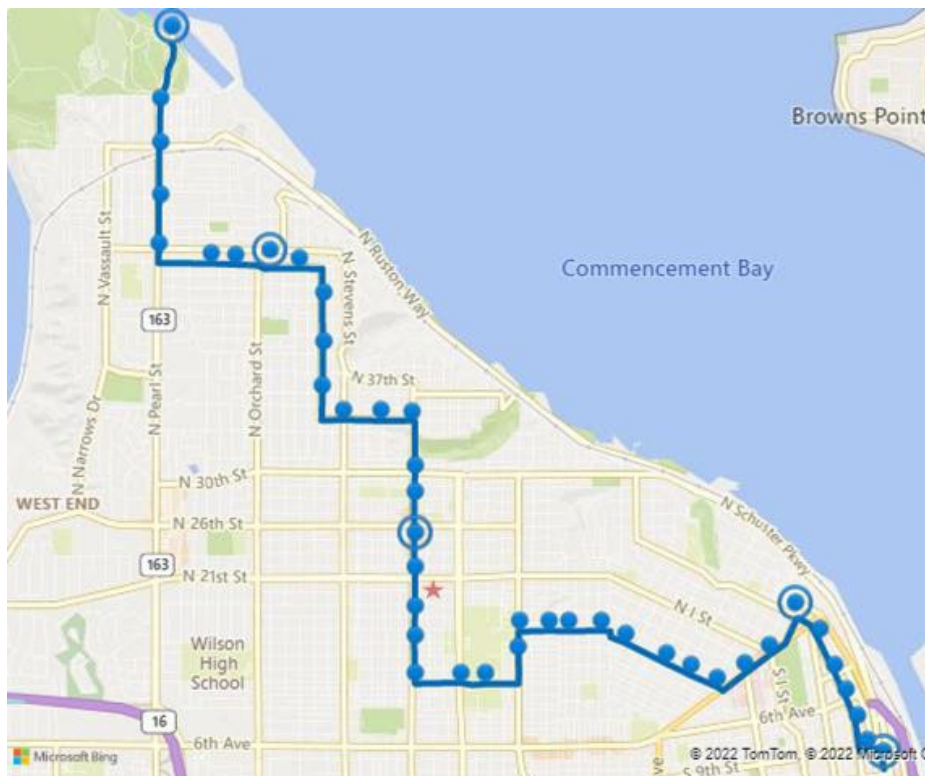 Browns Point
Commencement Bay
N Vassault St
N Ruston Way
N Stevens St
163
N Pearl St
N Orchard St
N 37th St
N Narrows Dr
N 30th St
WEST END
N 26th St
N Schuster Pkwy
163
N 21st St
N I St
Wilson
High
School
S I St
16
6th Ave
6th Ave
S 9th St
Microsoft Bing
© 2022 TomTom, © 2022 Microsoft